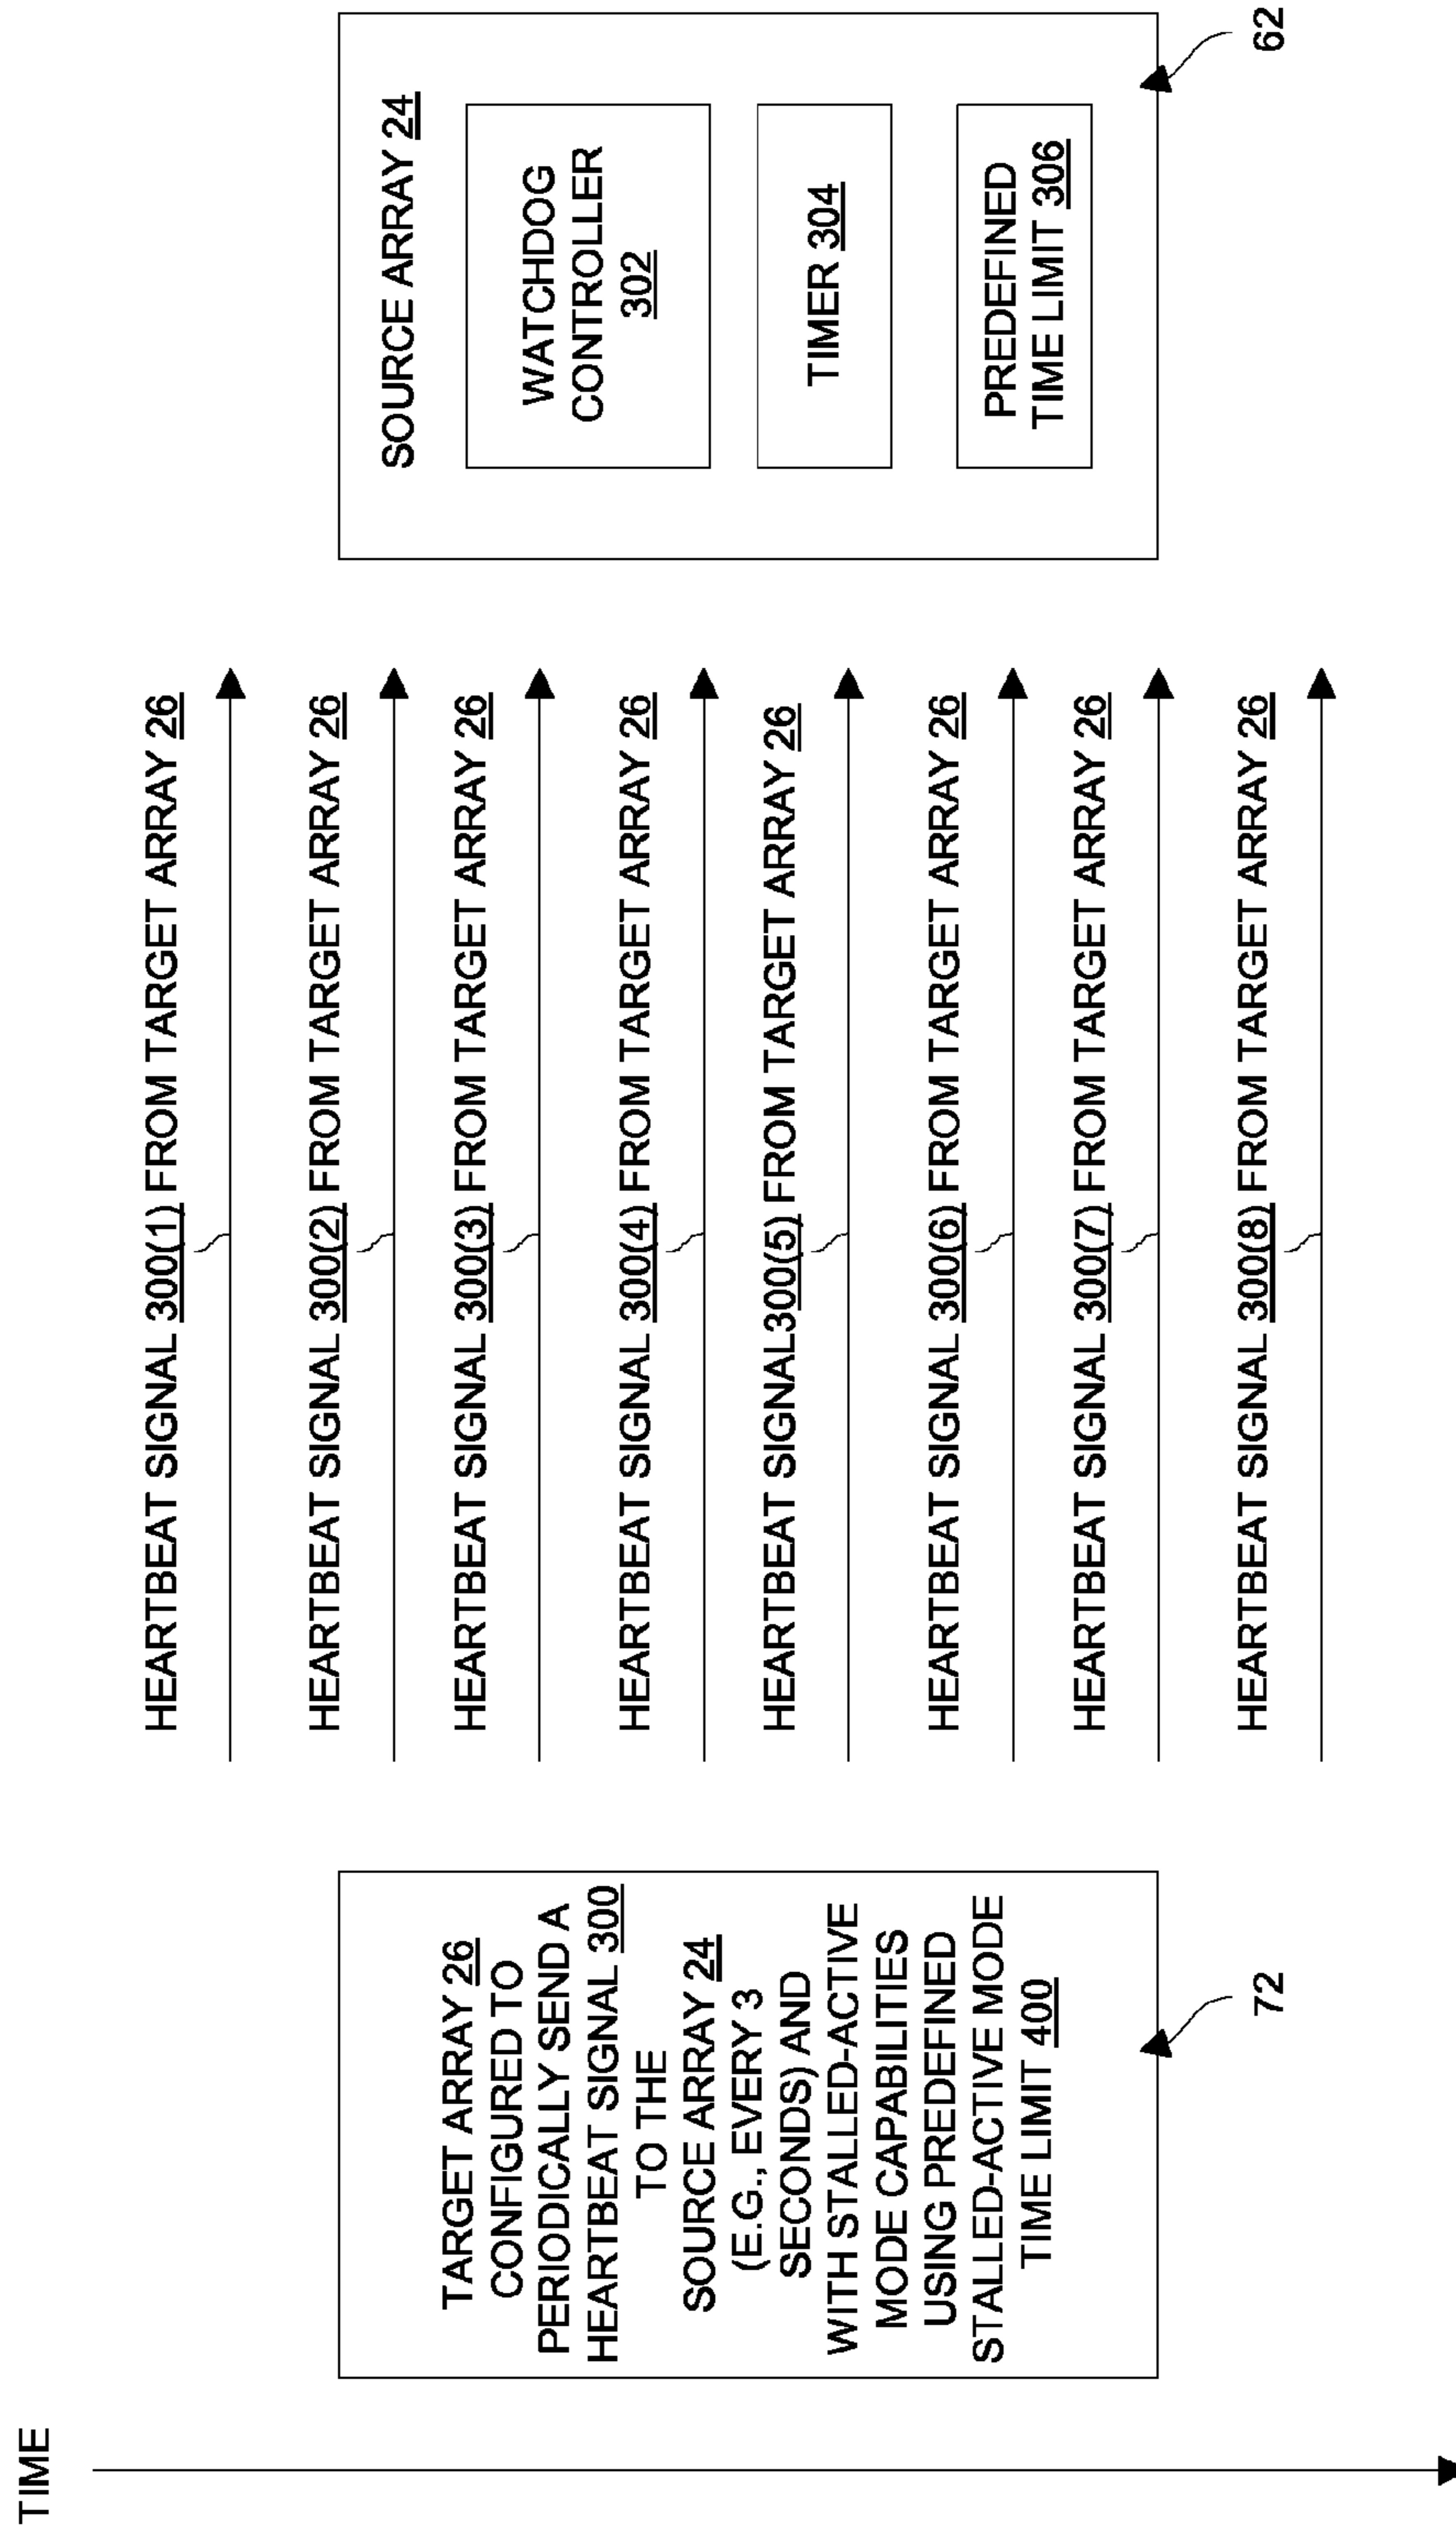 TIME
TARGET ARRAY 26
CONFIGURED TO
PERIODICALLY SEND A
HEARTBEAT SIGNAL 300
TO THE
SOURCE ARRAY 24
(E.G., EVERY 3
SECONDS) AND
WITH STALLED-ACTIVE
MODE CAPABILITIES
USING PREDEFINED
STALLED-ACTIVE MODE
TIME LIMIT 400
72
HEARTBEAT SIGNAL 300(1) FROM TARGET ARRAY 26
HEARTBEAT SIGNAL 300(2) FROM TARGET ARRAY 26
HEARTBEAT SIGNAL 300(3) FROM TARGET ARRAY 26
HEARTBEAT SIGNAL 300(4) FROM TARGET ARRAY 26
HEARTBEAT SIGNAL300(5) FROM TARGET ARRAY 26
HEARTBEAT SIGNAL 300(6) FROM TARGET ARRAY 26
HEARTBEAT SIGNAL 300(7) FROM TARGET ARRAY 26
HEARTBEAT SIGNAL 300(8) FROM TARGET ARRAY 26
SOURCE ARRAY 24
WATCHDOG
CONTROLLER
302
TIMER 304
PREDEFINED
TIME LIMIT 306
62